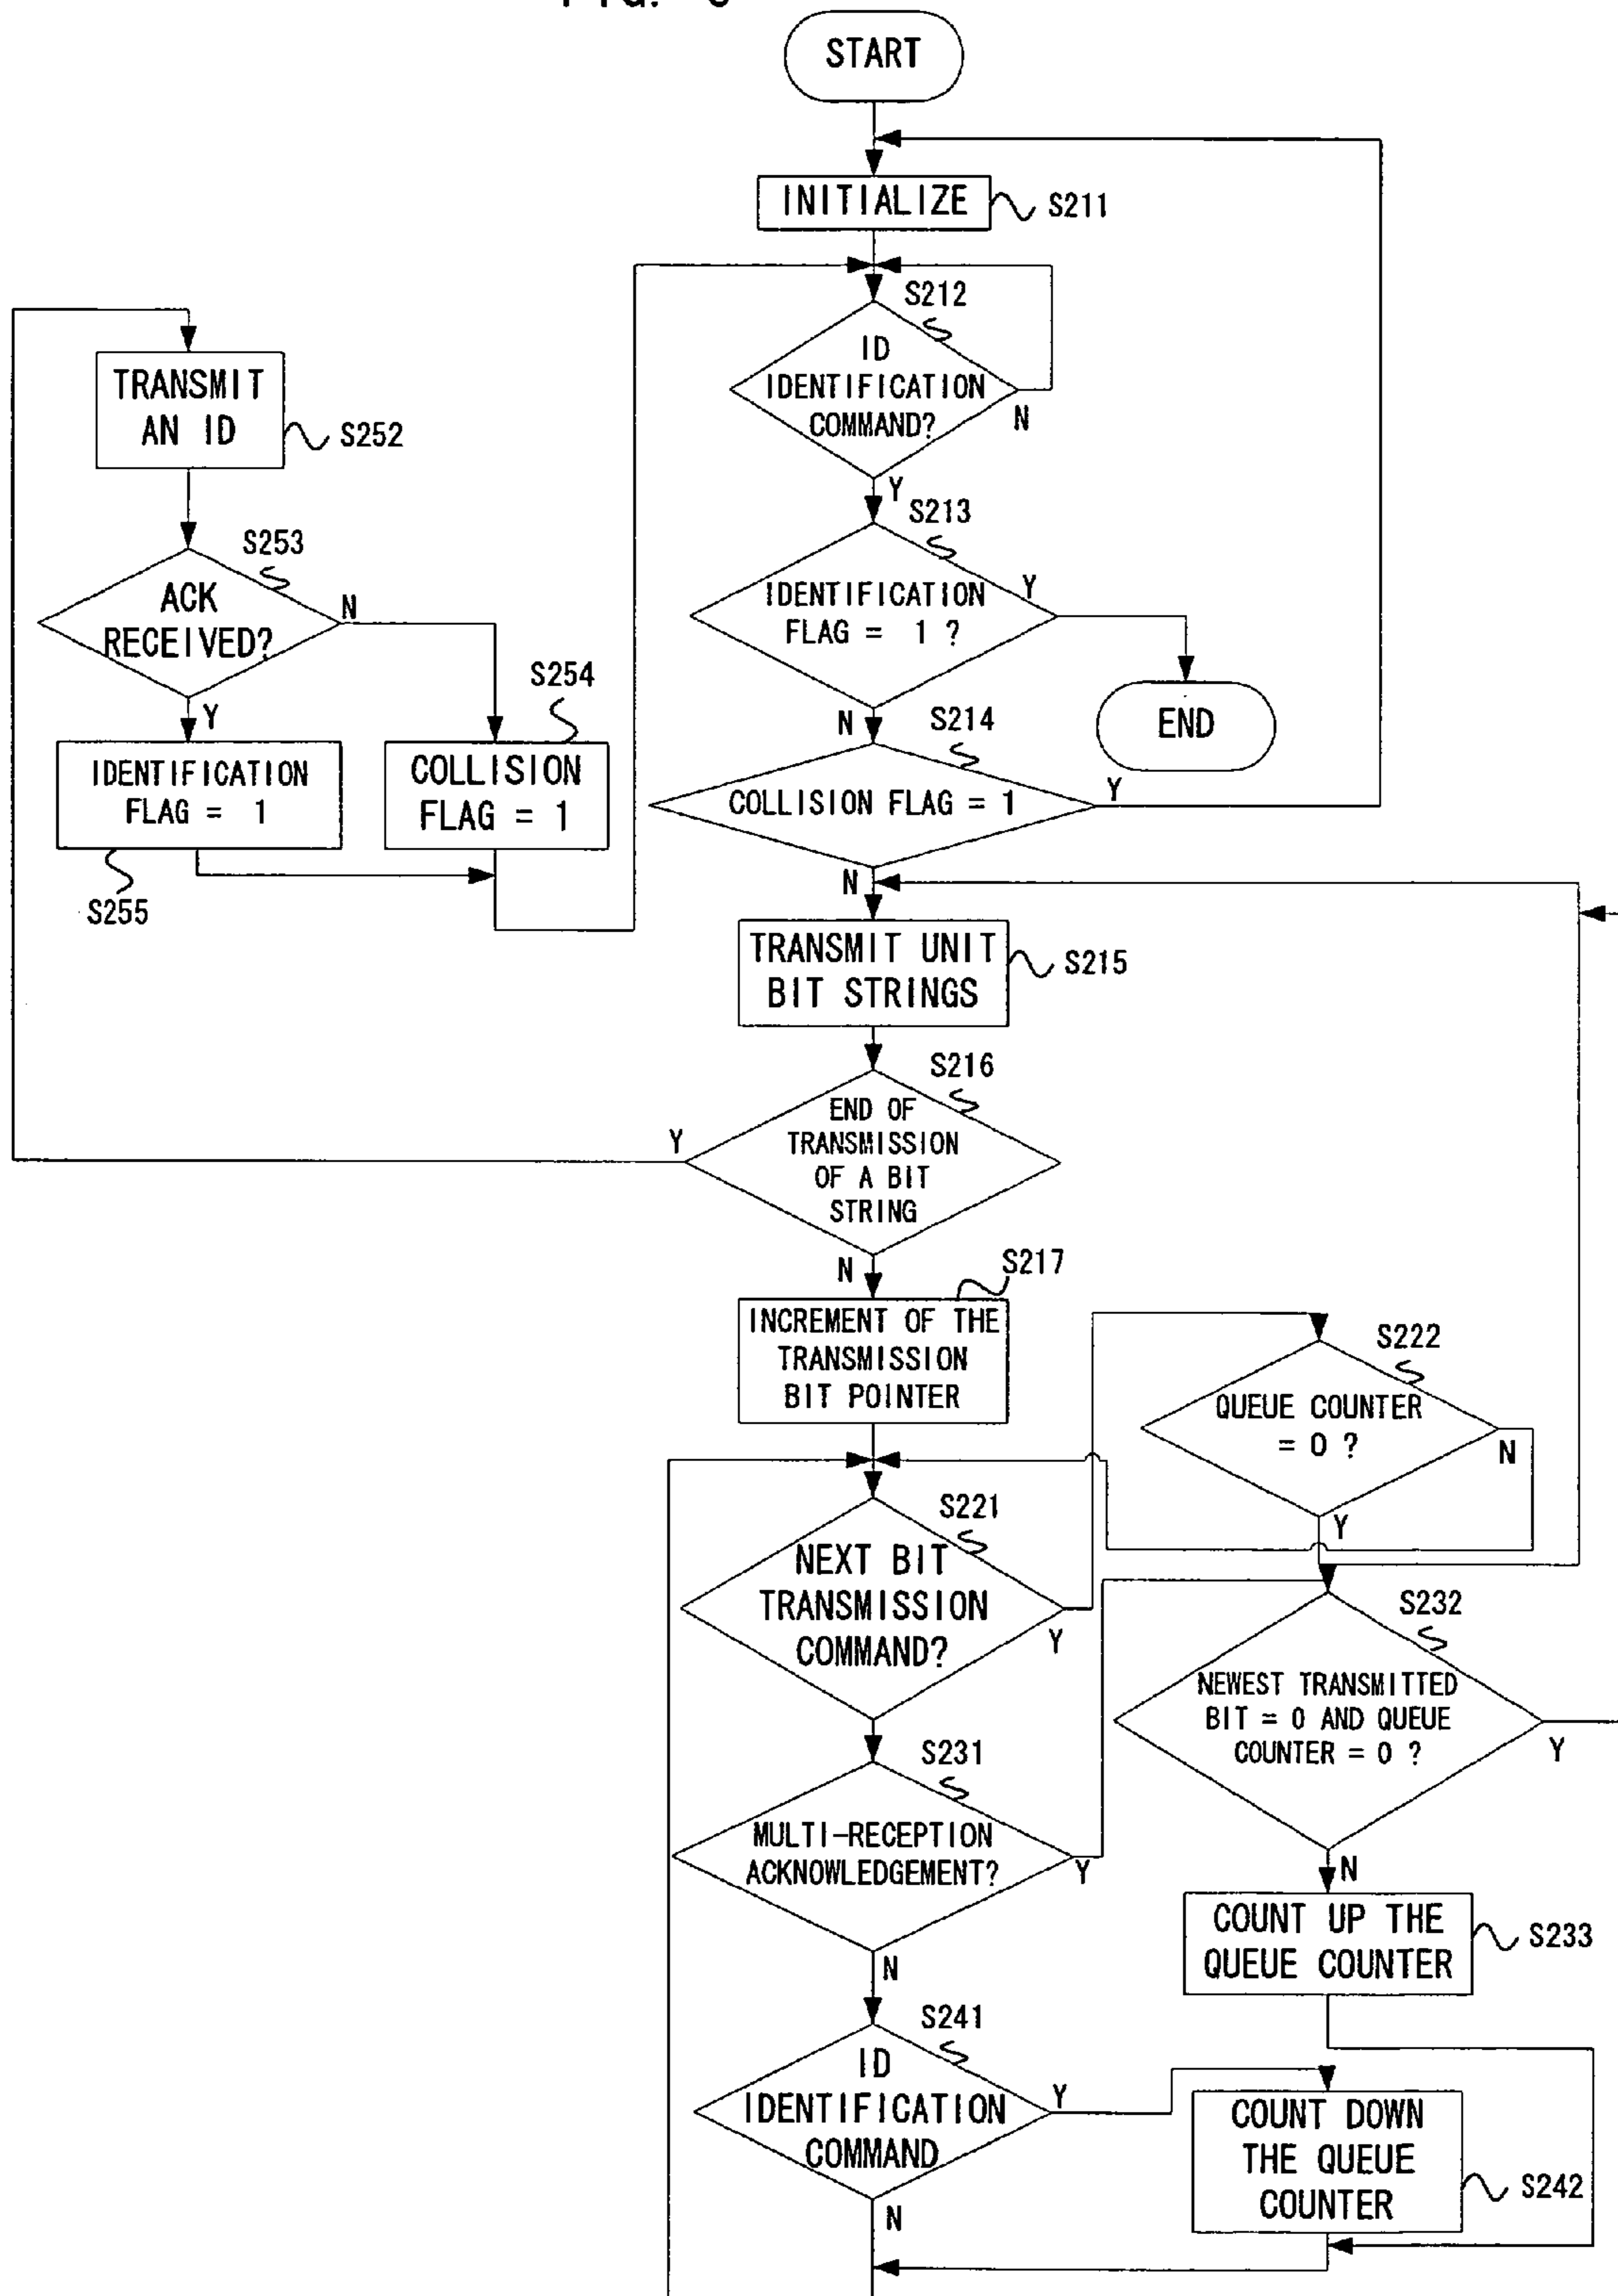 START
INITIALIZE
S211
S212
ID
IDENTIFICATION
COMMAND?
N
Y
TRANSMIT
AN ID
S252
S253
ACK
RECEIVED?
N
Y
S254
COLLISION
FLAG = 1
IDENTIFICATION
FLAG = 1
S255
S213
IDENTIFICATION
FLAG = 1 ?
Y
N
END
S214
COLLISION FLAG = 1
Y
N
TRANSMIT UNIT
BIT STRINGS
S215
S216
END OF
TRANSMISSION
OF A BIT
STRING
Y
N
S217
INCREMENT OF THE
TRANSMISSION
BIT POINTER
S222
QUEUE COUNTER
= 0 ?
N
Y
S221
NEXT BIT
TRANSMISSION
COMMAND?
Y
S232
NEWEST TRANSMITTED
BIT = 0 AND QUEUE
COUNTER = 0 ?
Y
N
S231
MULTI-RECEPTION
ACKNOWLEDGEMENT?
Y
N
COUNT UP THE
QUEUE COUNTER
S233
S241
ID
IDENTIFICATION
COMMAND
Y
N
COUNT DOWN
THE QUEUE
COUNTER
S242